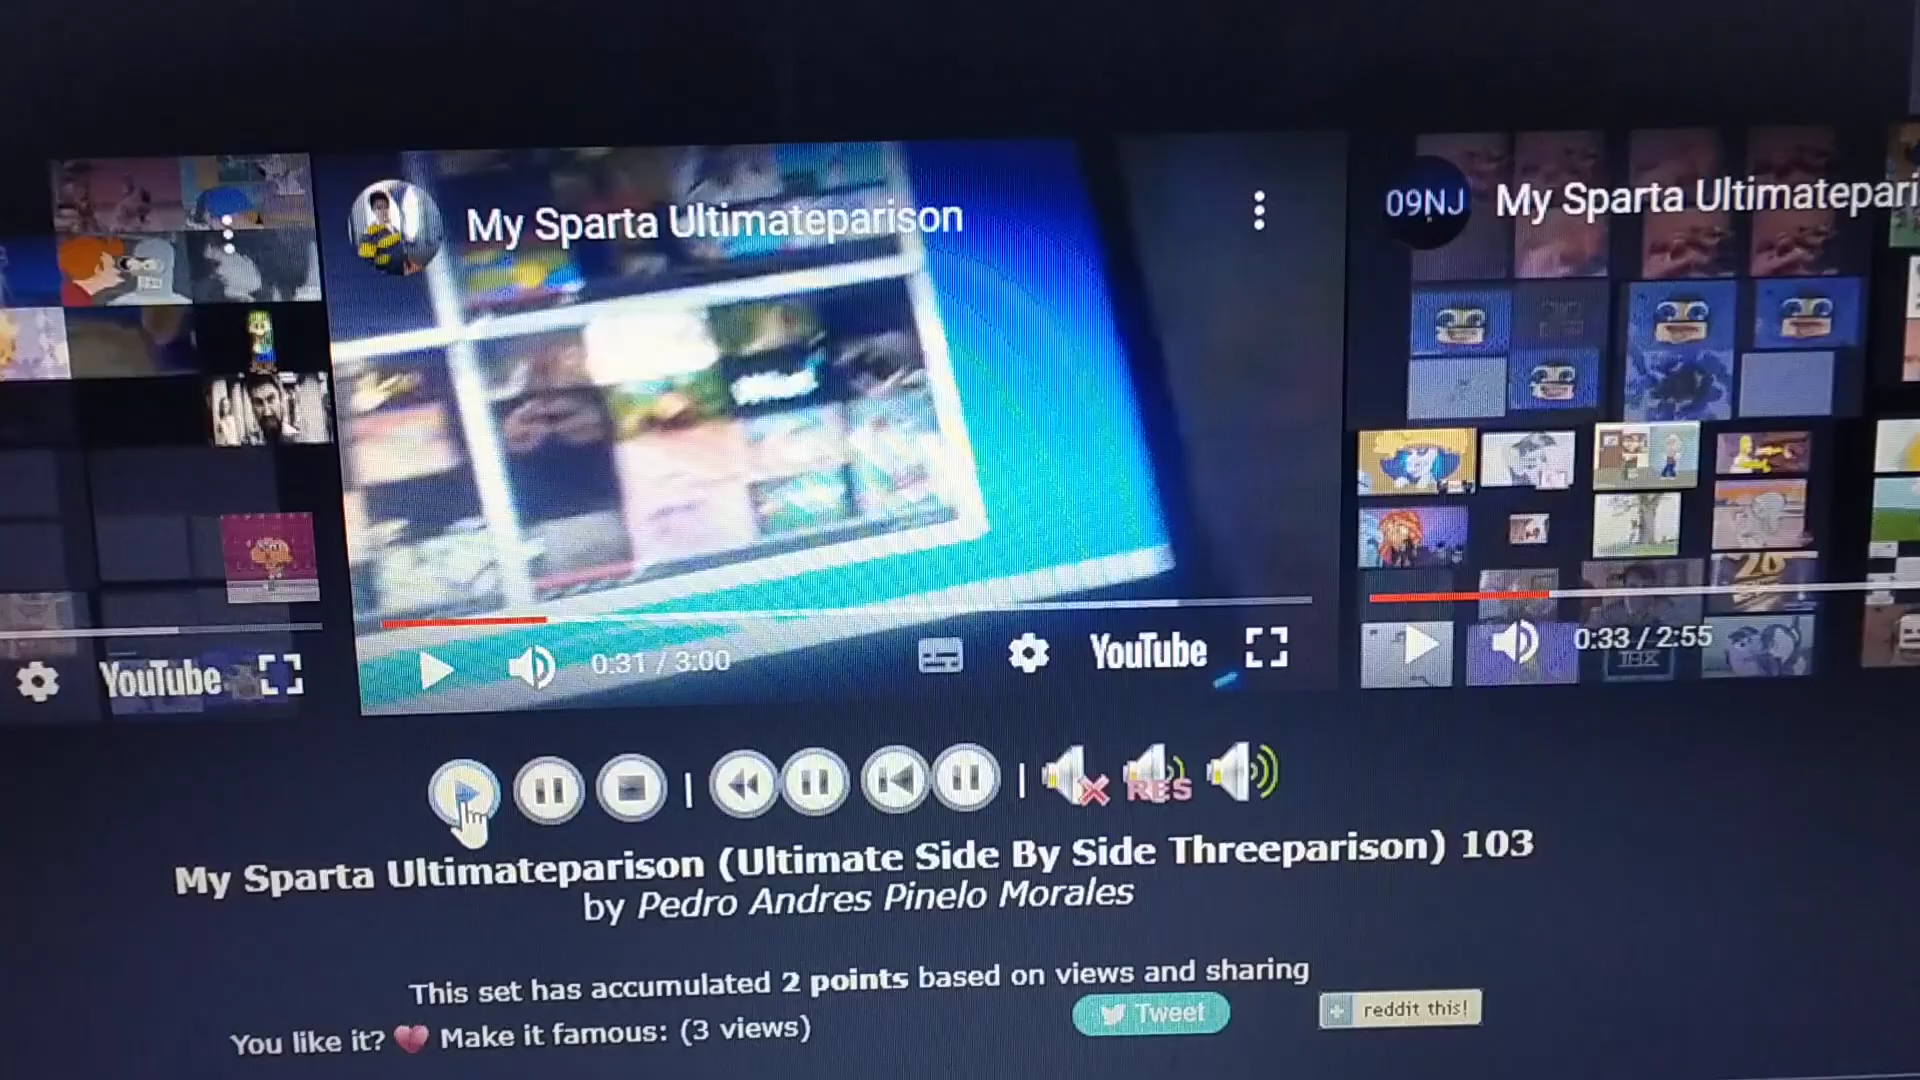 My Sparta Ultimateparison
09NJ
My Sparta Ultimatepari
YouTube
0:31 / 3:00
YouTube
0:33 / 2:55
THX
RES
My Sparta Ultimateparison (Ultimate Side By Side Threeparison) 103
by Pedro Andres Pinelo Morales
This set has accumulated 2 points based on views and sharing
You like it? Make it famous: (3 views)
Tweet
reddit this!